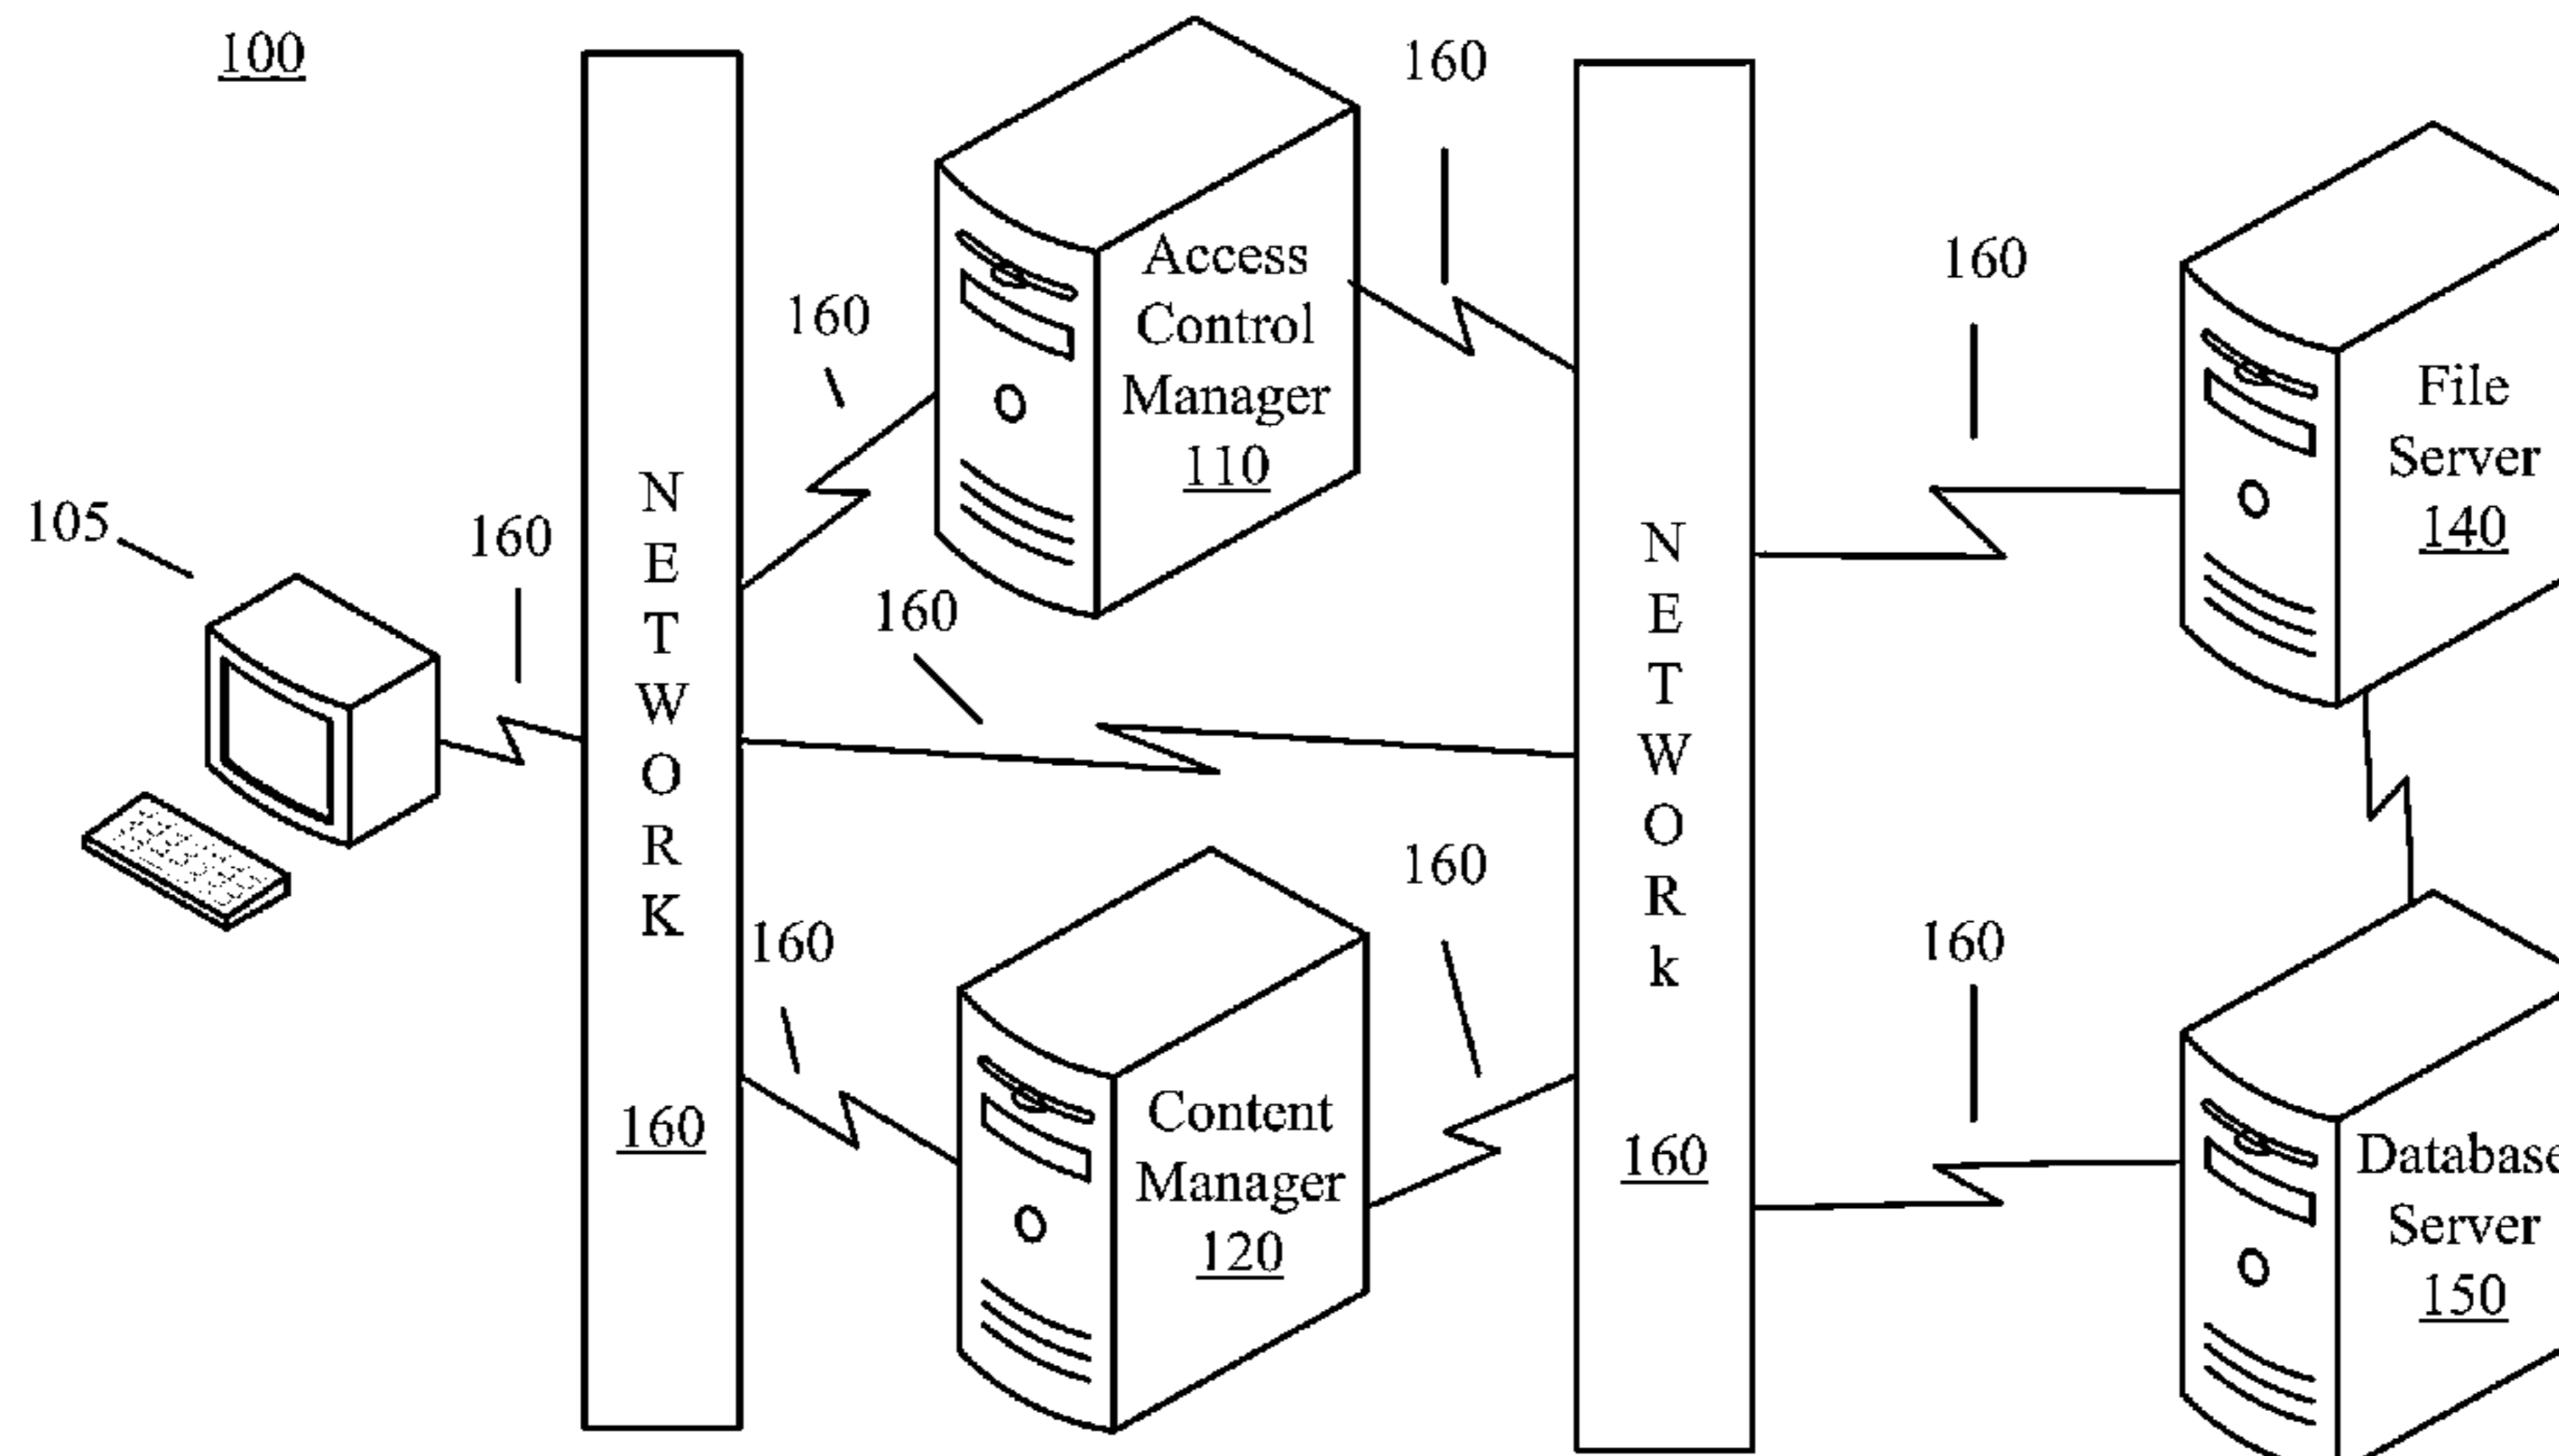 100
105
160
N
E
T
W
O
R
K
160
160
Access
Control
Manager
110
160
160
160
Content
Manager
120
160
160
N
E
T
W
O
R
k
160
160
File
Server
140
160
Database
Server
150